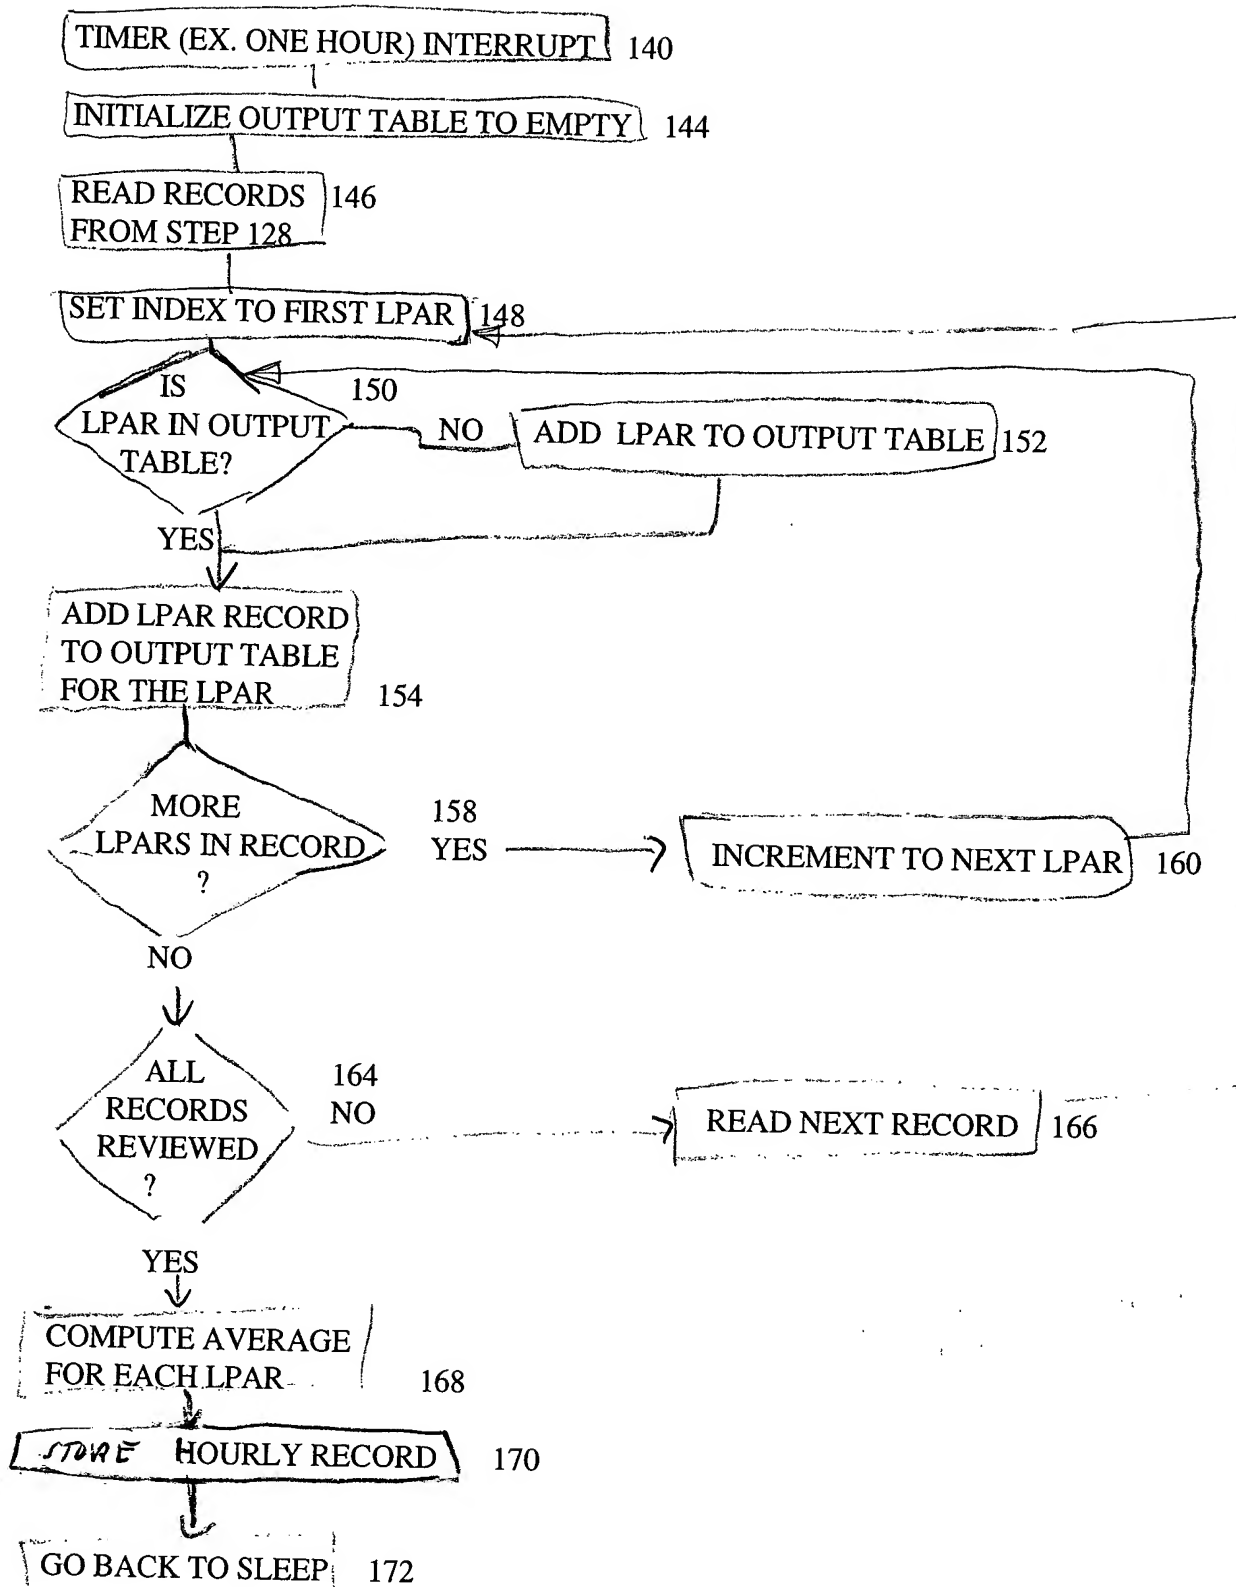 TIMER (EX. ONE HOUR) INTERRUPT 140
INITIALIZE OUTPUT TABLE TO EMPTY 144
READ RECORDS 146
FROM STEP 128
SET INDEX TO FIRST LPAR 148
IS 150
LPAR IN OUTPUT NO ADD LPAR TO OUTPUT TABLE 152
TABLE?
YES
ADD LPAR RECORD
TO OUTPUT TABLE
FOR THE LPAR 154
MORE 158
LPARS IN RECORD YES INCREMENT TO NEXT LPAR 160
?
NO
ALL 164
RECORDS NO READ NEXT RECORD 166
REVIEWED
?
YES
COMPUTE AVERAGE
FOR EACH LPAR 168
STORE HOURLY RECORD 170
GO BACK TO SLEEP 172